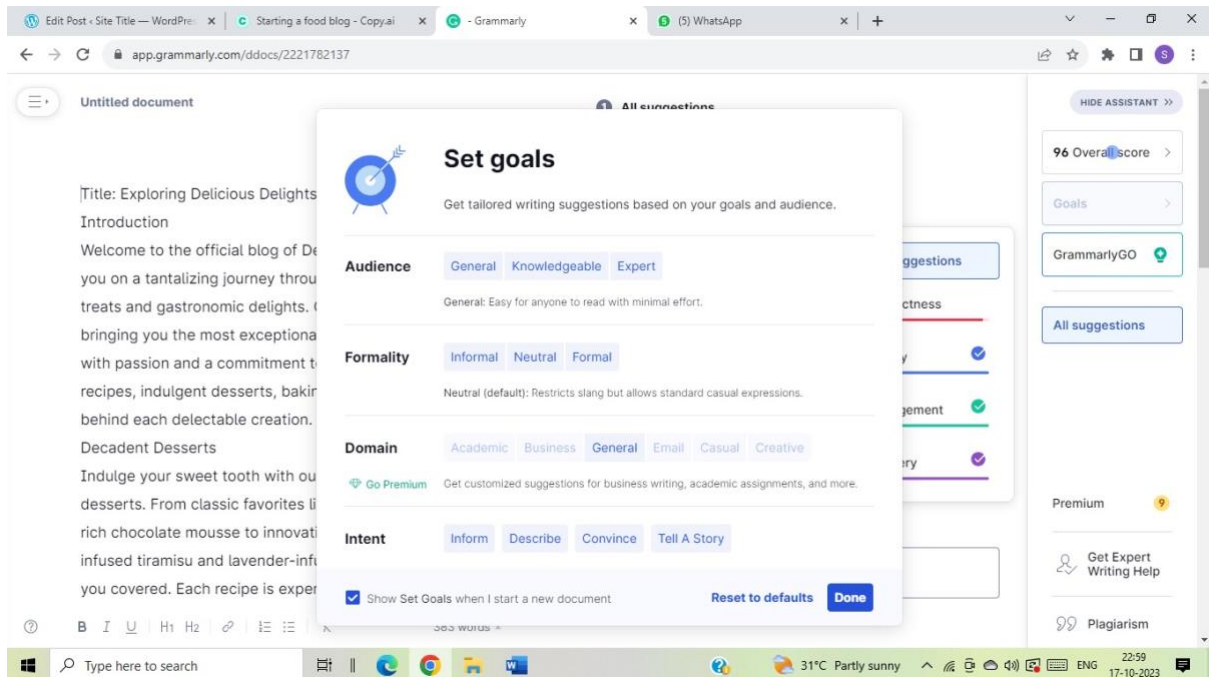 Edit Post ‹ Site Title — WordPre
Starting a food blog - Copy.ai
- Grammarly
(5) WhatsApp
app.grammarly.com/ddocs/2221782137
Untitled document
1 All suggestions
HIDE ASSISTANT
96 Overall score
Goals
GrammarlyGO
All suggestions
Premium 9
Get Expert
Writing Help
Plagiarism
Title: Exploring Delicious Delights
Introduction
Welcome to the official blog of De
you on a tantalizing journey throu
treats and gastronomic delights.
bringing you the most exceptiona
with passion and a commitment t
recipes, indulgent desserts, bakin
behind each delectable creation.
Decadent Desserts
Indulge your sweet tooth with ou
desserts. From classic favorites li
rich chocolate mousse to innovati
infused tiramisu and lavender-infu
you covered. Each recipe is exper
Set goals
Get tailored writing suggestions based on your goals and audience.
Audience General Knowledgeable Expert
General: Easy for anyone to read with minimal effort.
Formality Informal Neutral Formal
Neutral (default): Restricts slang but allows standard casual expressions.
Domain Academic Business General Email Casual Creative
Go Premium Get customized suggestions for business writing, academic assignments, and more.
Intent Inform Describe Convince Tell A Story
Show Set Goals when I start a new document Reset to defaults Done
ggestions
ctness
y
gement
ery
B I U H1 H2
383 words
Type here to search
31°C Partly sunny
ENG
22:59
17-10-2023